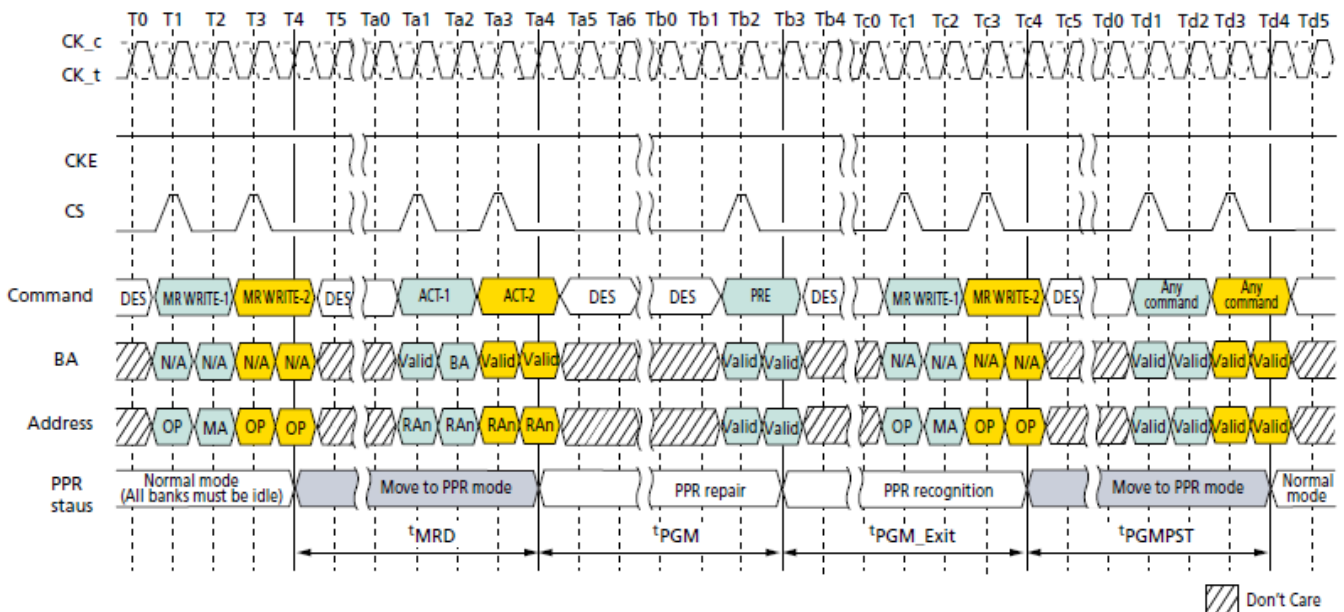 T0 T1 T2 T3 T4 T5 Ta0 Ta1 Ta2 Ta3 Ta4 Ta5 Ta6 Tb0 Tb1 Tb2 Tb3 Tb4 Tc0 Tc1 Tc2 Tc3 Tc4 Tc5 Td0 Td1 Td2 Td3 Td4 Td5
CK_c
CK_t
CKE
CS
Command DES MR WRITE-1 MR WRITE-2 DES ACT-1 ACT-2 DES DES PRE DES MR WRITE-1 MR WRITE-2 DES Any command Any command
BA N/A N/A N/A N/A Valid BA Valid Valid Valid Valid N/A N/A N/A N/A Valid Valid Valid Valid
Address OP MA OP OP RAn RAn RAn RAn Valid Valid OP MA OP OP Valid Valid Valid Valid
PPR
staus
Normal mode
(All banks must be idle)
Move to PPR mode
PPR repair
PPR recognition
Move to PPR mode
Normal
mode
tMRD tPGM tPGM_Exit tPGMPST
Don't Care